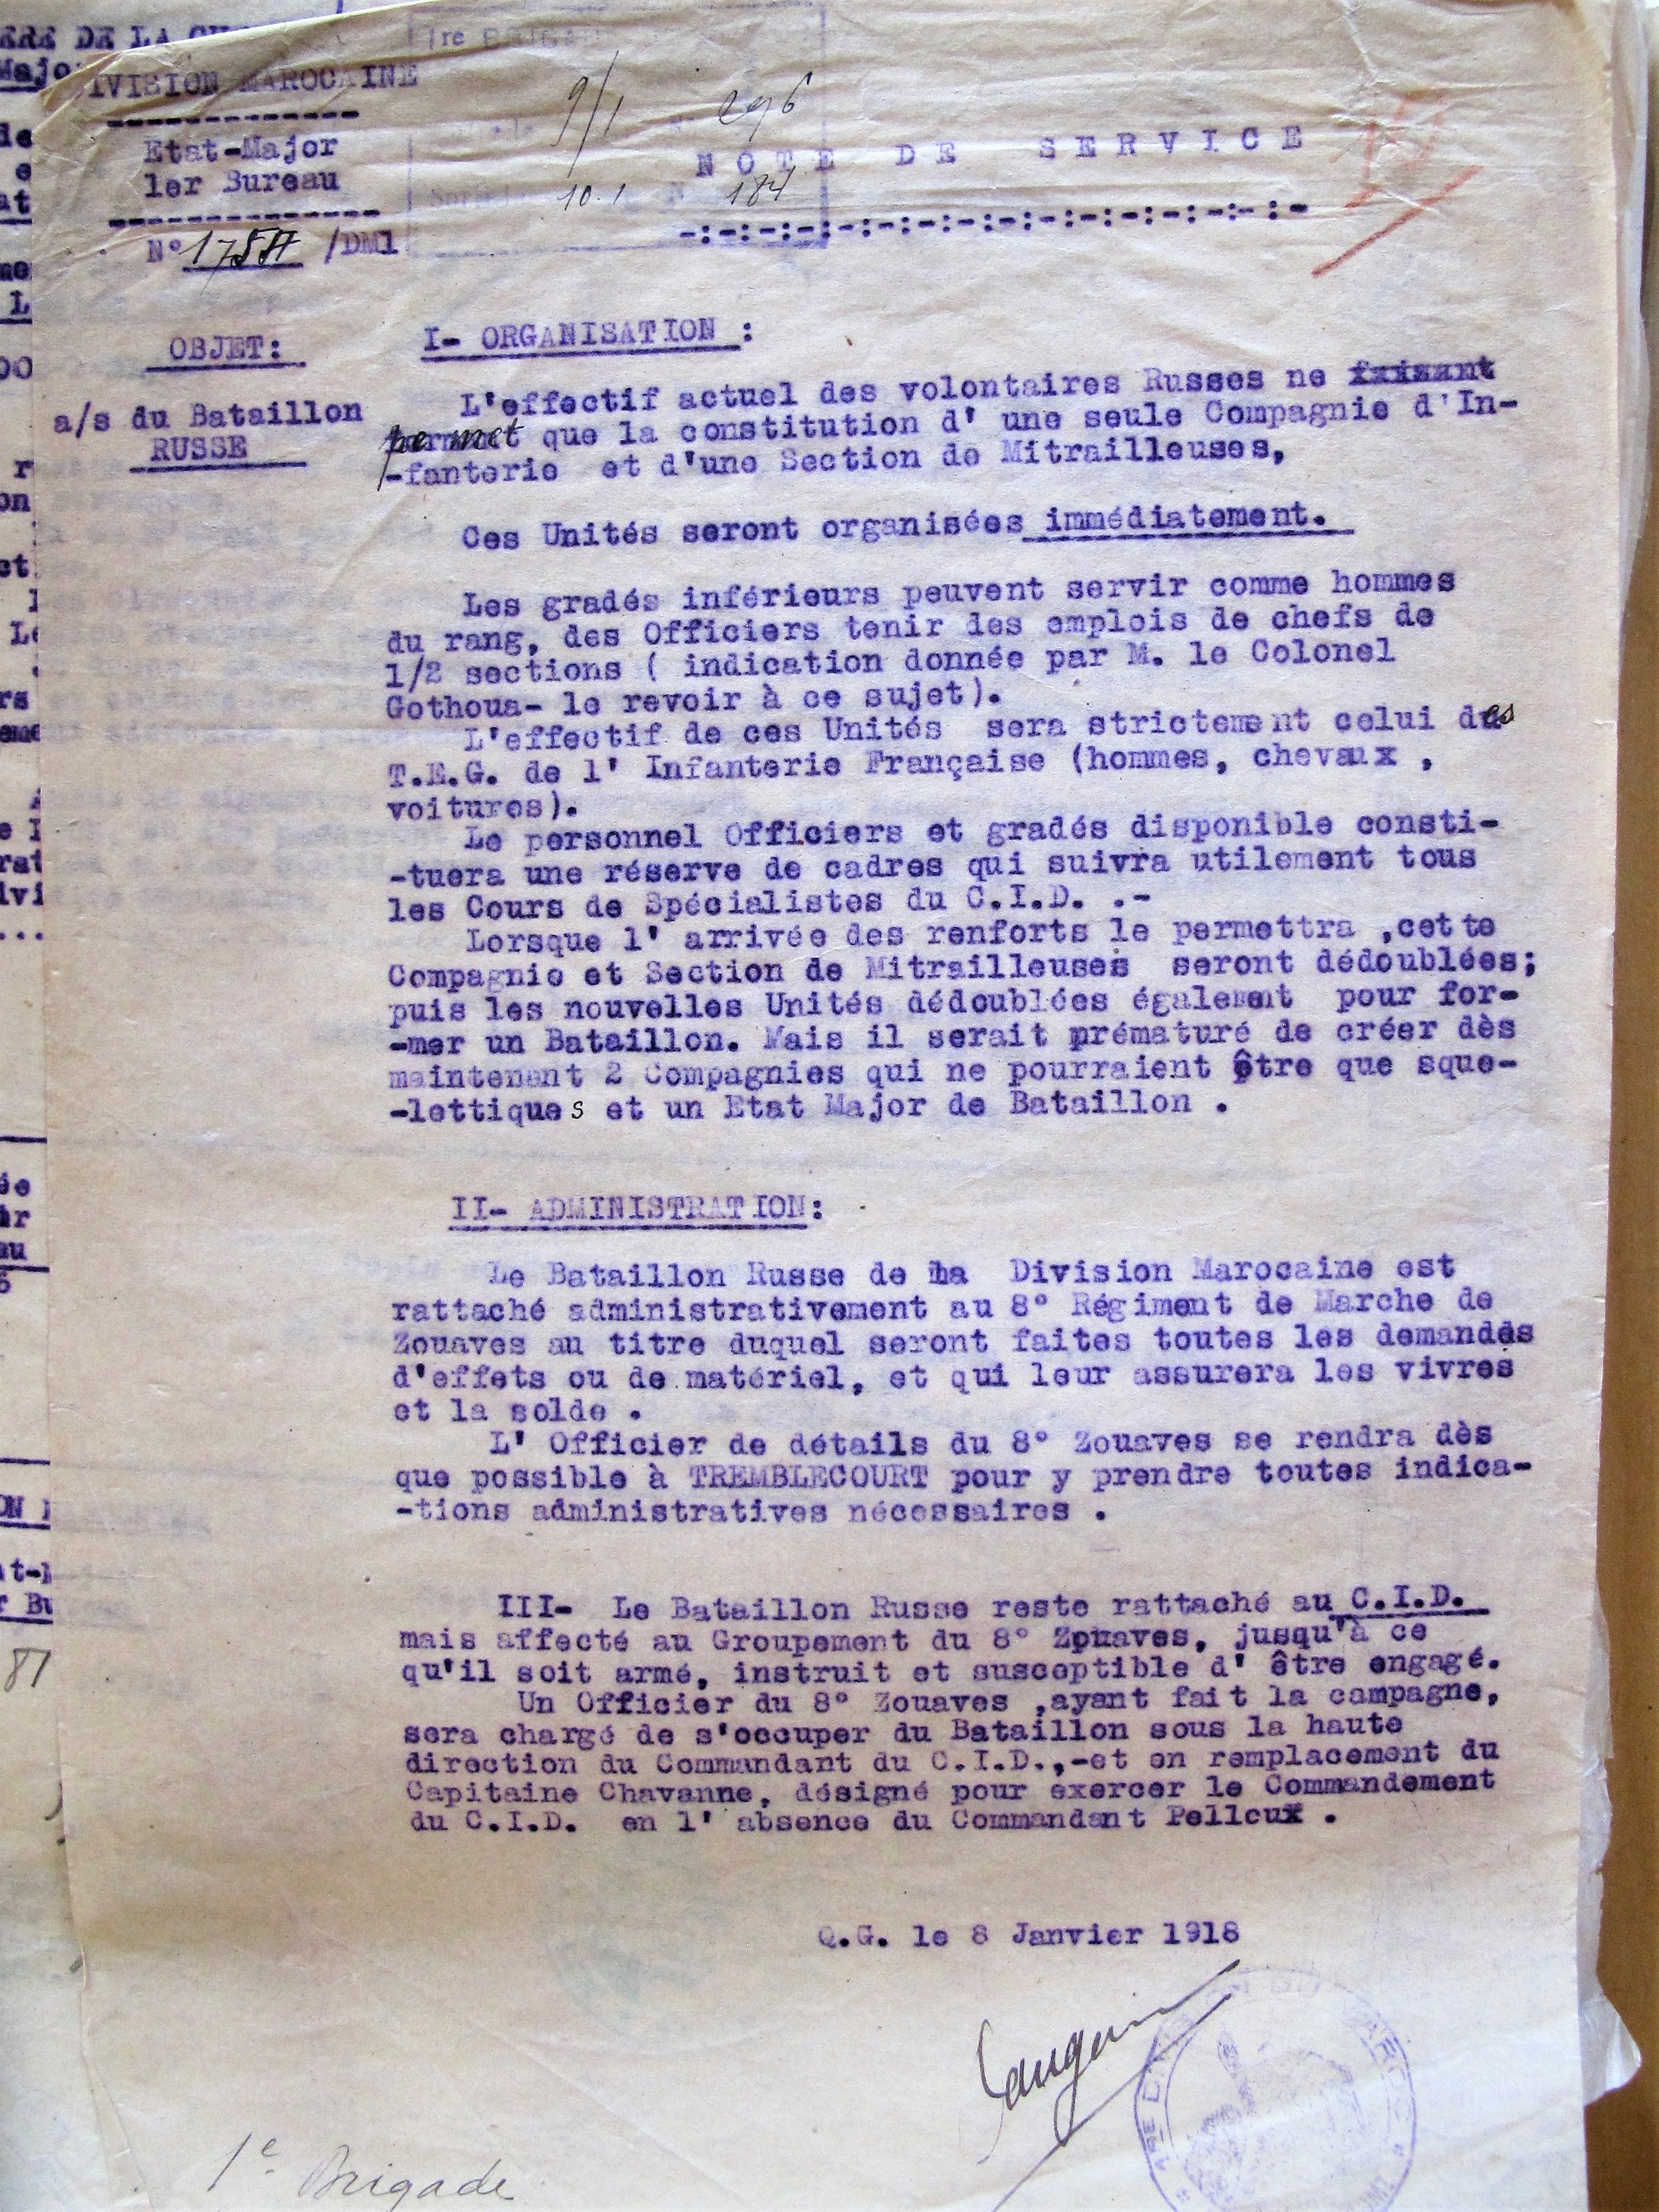 DIVISION MAROCAINE
Etat-Major
1er Bureau
N° /DM1
1re
9/1 296
10.1 N 184
NOTE DE SERVICE
-:-:-:-:-:-:-:-:-:-:-:-:-:-
OBJET:
a/s du Bataillon
RUSSE
I- ORGANISATION :
L'effectif actuel des volontaires Russes ne
permet que la constitution d' une seule Compagnie d'In-
-fanterie et d'une Section de Mitrailleuses,
Ces Unités seront organisées immédiatement.
Les gradés inférieurs peuvent servir comme hommes
du rang, des Officiers tenir des emplois de chefs de
1/2 sections ( indication donnée par M. le Colonel
Gothoua- le revoir à ce sujet).
L'effectif de ces Unités sera strictement celui des
T.E.G. de l' Infanterie Française (hommes, chevaux ,
voitures).
Le personnel Officiers et gradés disponible consti-
-tuera une réserve de cadres qui suivra utilement tous
les Cours de Spécialistes du C.I.D. .-
Lorsque l' arrivée des renforts le permettra ,cette
Compagnie et Section de Mitrailleuses seront dédoublées;
puis les nouvelles Unités dédoublées également pour for-
-mer un Bataillon. Mais il serait prématuré de créer dès
maintenant 2 Compagnies qui ne pourraient être que sque-
-lettiques et un Etat Major de Bataillon .
II- ADMINISTRATION:
Le Bataillon Russe de la Division Marocaine est
rattaché administrativement au 8° Régiment de Marche de
Zouaves au titre duquel seront faites toutes les demandes
d'effets ou de matériel, et qui leur assurera les vivres
et la solde .
L' Officier de détails du 8° Zouaves se rendra dès
que possible à TREMBLECOURT pour y prendre toutes indica-
-tions administratives nécessaires .
III- Le Bataillon Russe reste rattaché au C.I.D.
mais affecté au Groupement du 8° Zouaves, jusqu'à ce
qu'il soit armé, instruit et susceptible d' être engagé.
Un Officier du 8° Zouaves ,ayant fait la campagne,
sera chargé de s'occuper du Bataillon sous la haute
direction du Commandant du C.I.D.,-et en remplacement du
Capitaine Chavanne, désigné pour exercer le Commandement
du C.I.D. en l' absence du Commandant Pelleux .
Q.G. le 8 Janvier 1918
1e Brigade